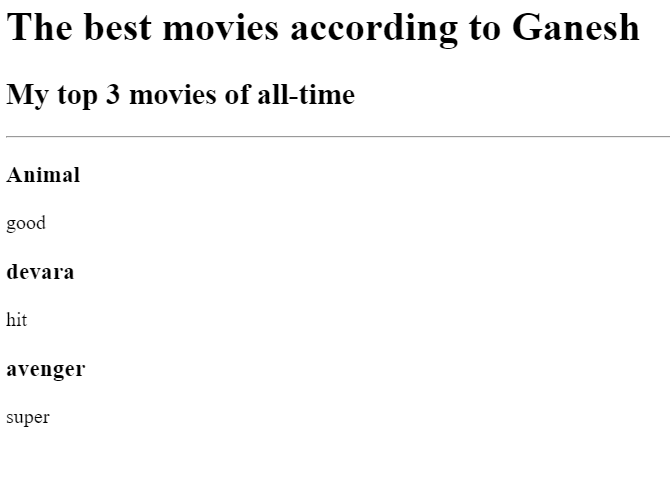 The best movies according to Ganesh
My top 3 movies of all-time
Animal
good
devara
hit
avenger
super